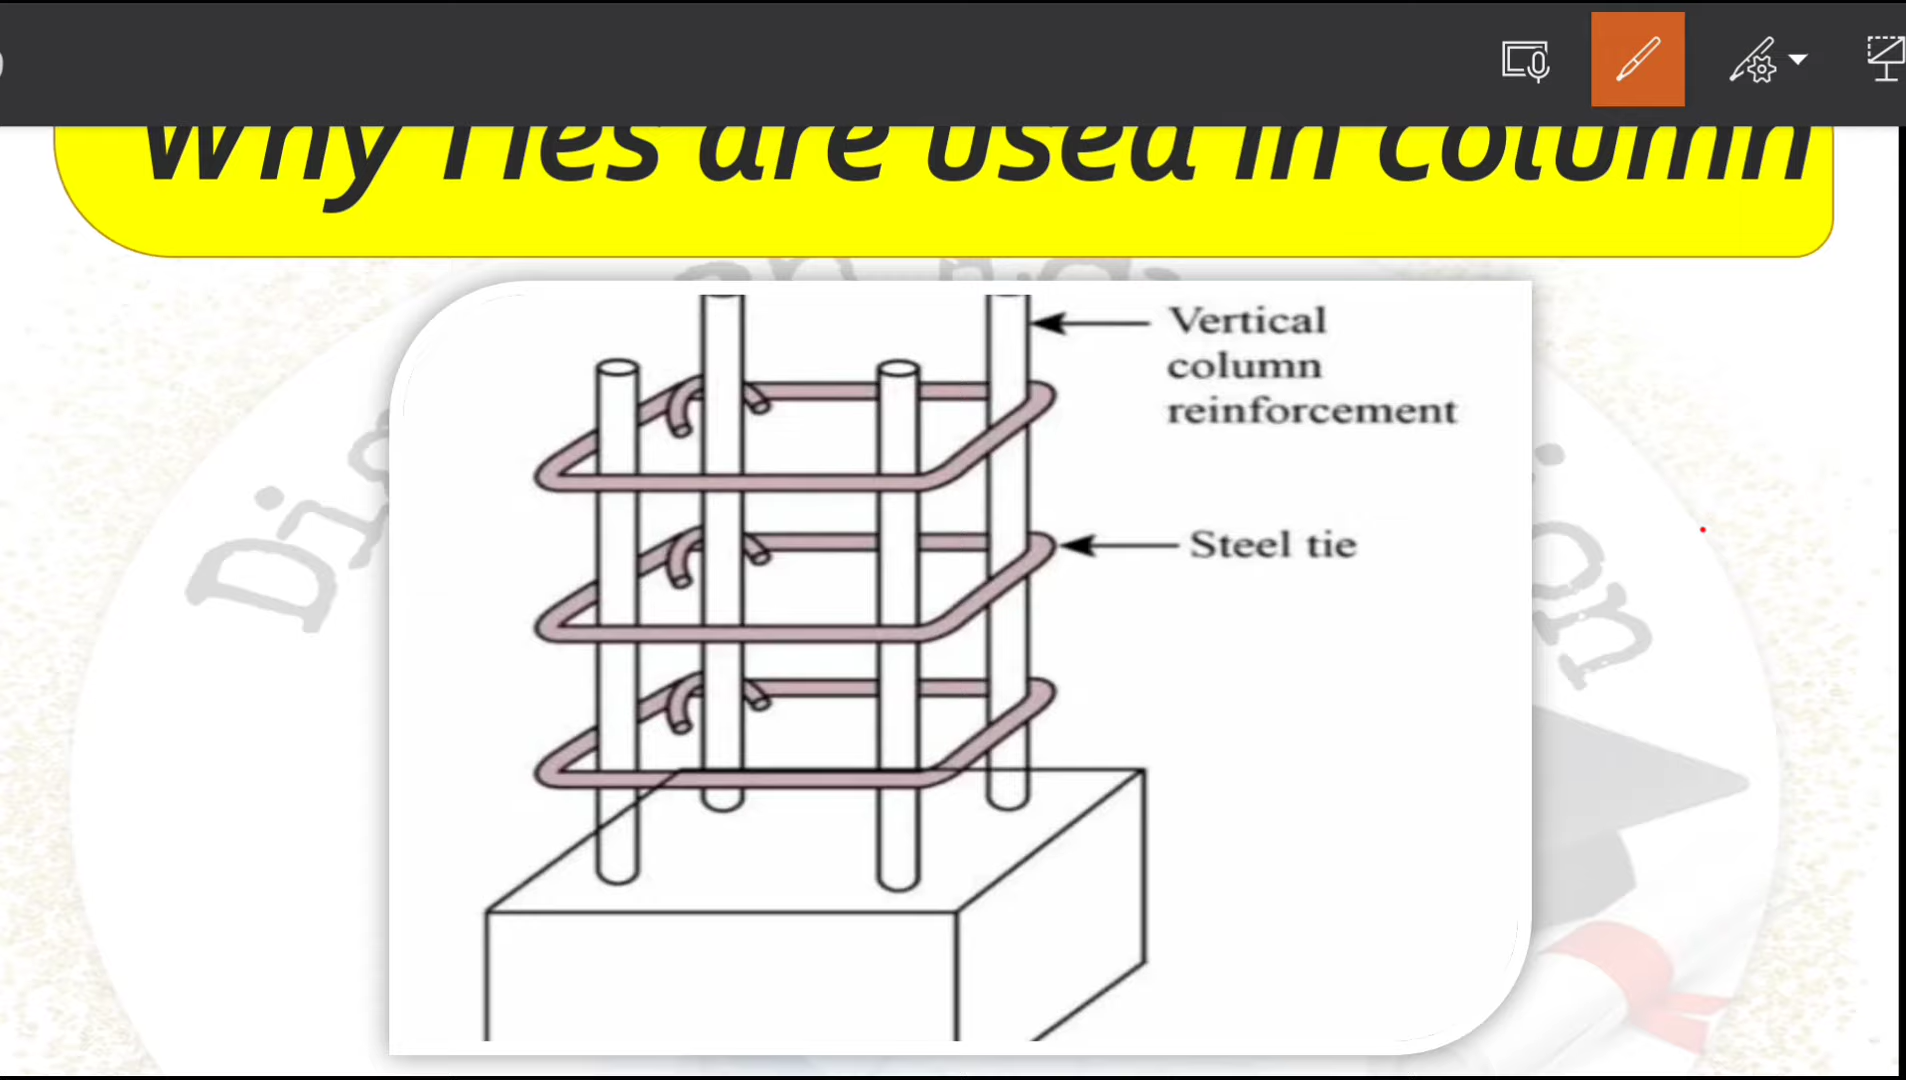 Why Ties are used in column
Vertical
column
reinforcement
Steel tie